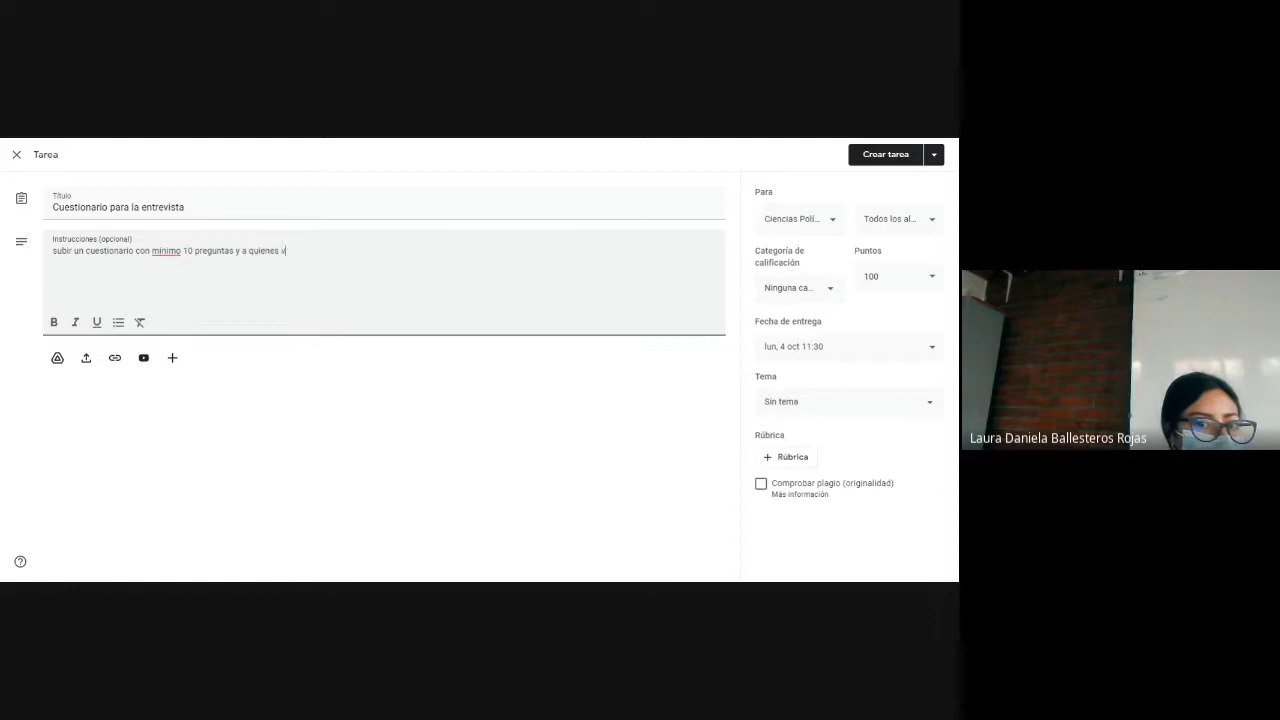 Tarea
Crear tarea
Título
Cuestionario para la entrevista
Instrucciones (opcional)
subir un cuestionario con minimo 10 preguntas y a quienes v
Para
Ciencias Polí...
Todos los al...
Categoría de
calificación
Puntos
Ninguna ca...
100
Fecha de entrega
lun, 4 oct 11:30
Tema
Sin tema
Rúbrica
+ Rúbrica
Comprobar plagio (originalidad)
Más información
Laura Daniela Ballesteros Rojas